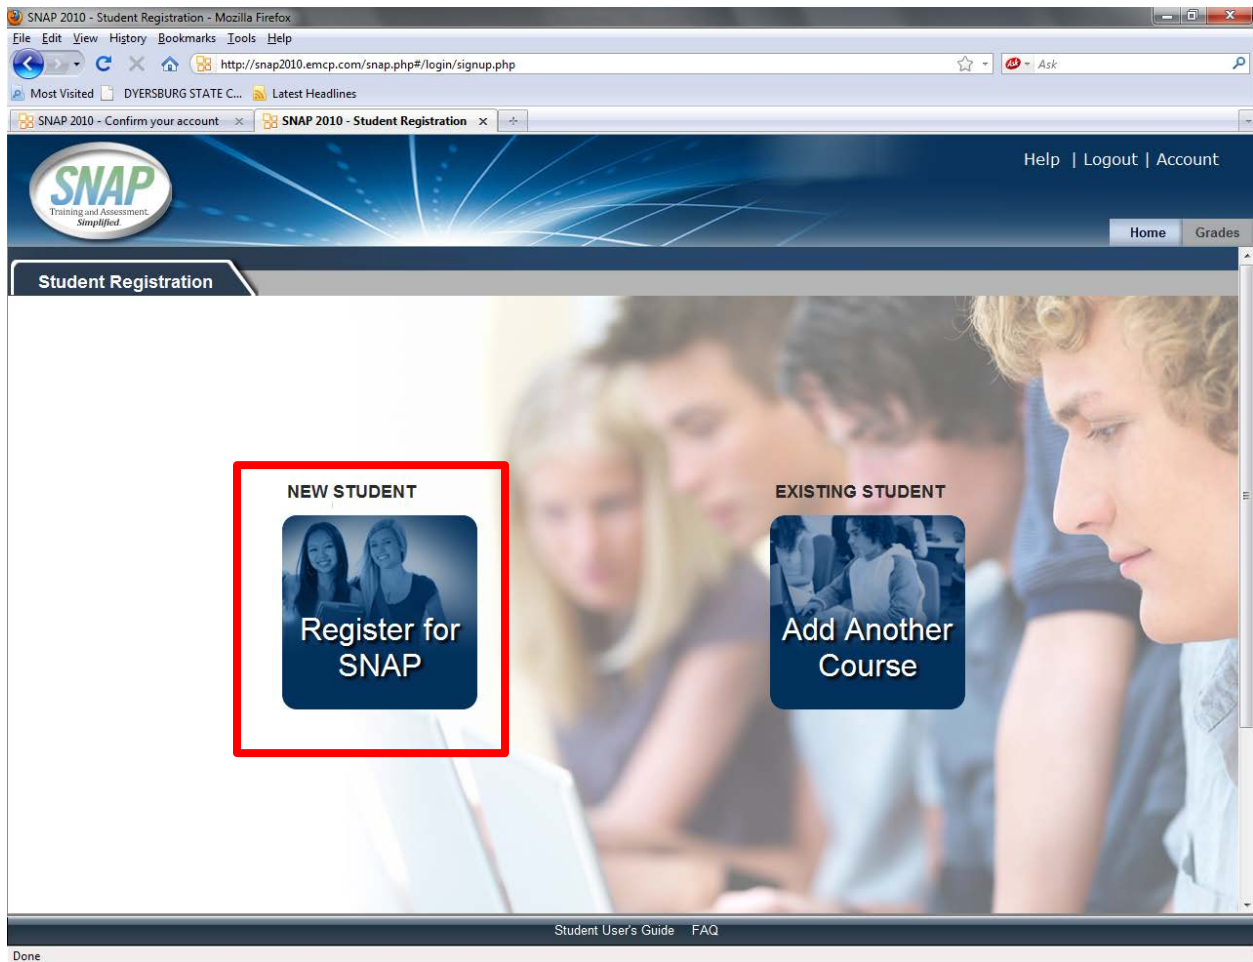 SNAP 2010 - Student Registration - Mozilla Firefox
File Edit View History Bookmarks Tools Help
http://snap2010.emcp.com/snap.php#/login/signup.php
Ask
Most Visited DYERSBURG STATE C... Latest Headlines
SNAP 2010 - Confirm your account SNAP 2010 - Student Registration
Help | Logout | Account
SNAP
Training and Assessment.
Simplified.
Home Grades
Student Registration
NEW STUDENT EXISTING STUDENT
Register for Add Another
SNAP Course
Student User's Guide FAQ
Done